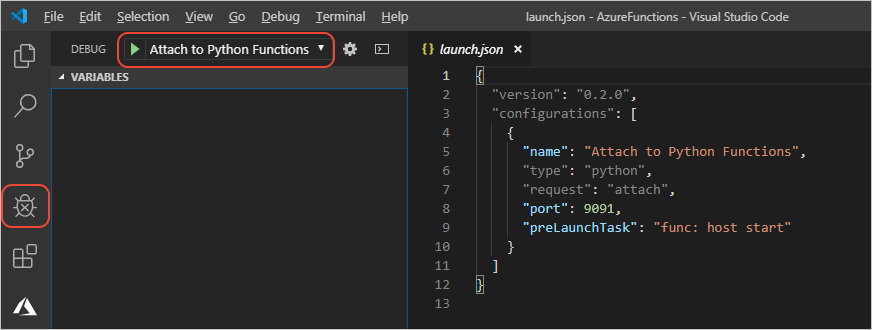 File Edit Selection View Go Debug Terminal Help launch.json - AzureFunctions - Visual Studio Code
DEBUG Attach to Python Functions
VARIABLES
{} launch.json ×
1 {
2 "version": "0.2.0",
3 "configurations": [
4 {
5 "name": "Attach to Python Functions",
6 "type": "python",
7 "request": "attach",
8 "port": 9091,
9 "preLaunchTask": "func: host start"
10 }
11 ]
12 }
13